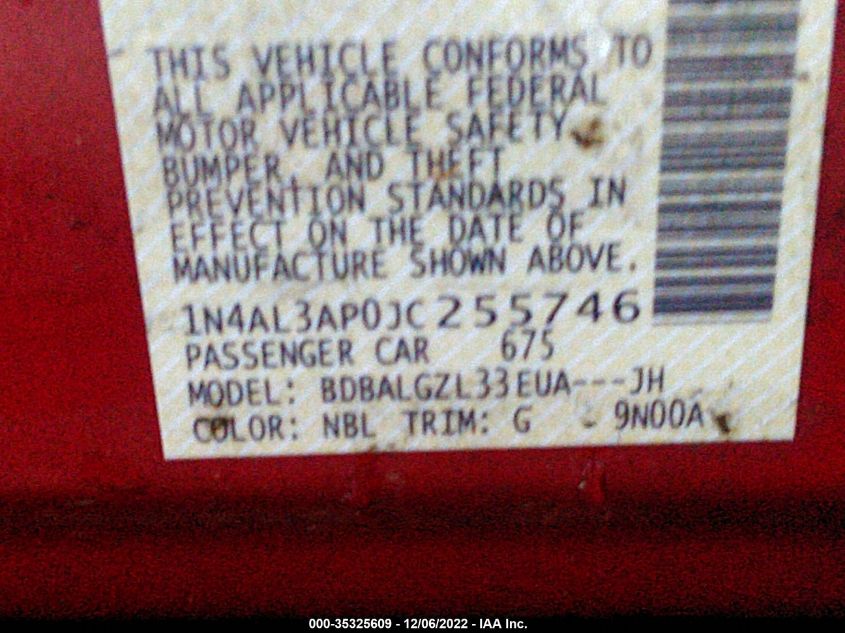 THIS VEHICLE CONFORMS TO
ALL APPLICABLE FEDERAL
MOTOR VEHICLE SAFETY,
BUMPER, AND THEFT
PREVENTION STANDARDS IN
EFFECT ON THE DATE OF
MANUFACTURE SHOWN ABOVE.
1N4AL3AP0JC255746
PASSENGER CAR 675
MODEL: BDBALGZL33EUA---JH
COLOR: NBL TRIM: G - 9N00A
000-35325609 - 12/06/2022 - IAA Inc.